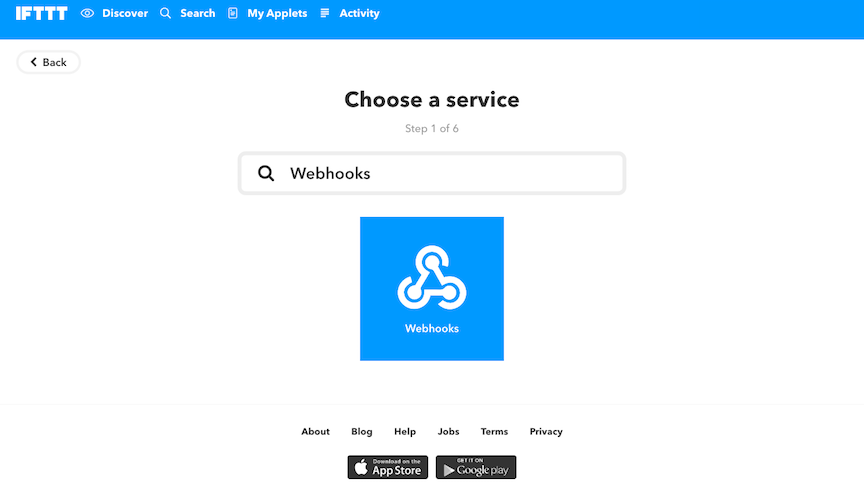 IFTTT Discover Search My Applets Activity
Back
Choose a service
Step 1 of 6
Webhooks
Webhooks
About Blog Help Jobs Terms Privacy
Download on the App Store GET IT ON Google play